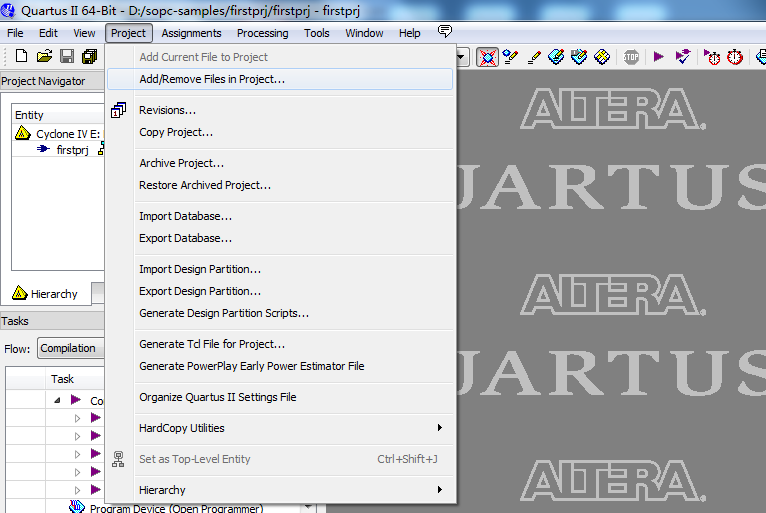 Quartus II 64-Bit - D:/sopc-samples/firstprj/firstprj - firstprj
File Edit View Project Assignments Processing Tools Window Help
Project Navigator
Entity
Cyclone IV E:
firstprj
Hierarchy
Tasks
Flow: Compilation
Task
Co
Program Device (Open Programmer)
Add Current File to Project
Add/Remove Files in Project...
Revisions...
Copy Project...
Archive Project...
Restore Archived Project...
Import Database...
Export Database...
Import Design Partition...
Export Design Partition...
Generate Design Partition Scripts...
Generate Tcl File for Project...
Generate PowerPlay Early Power Estimator File
Organize Quartus II Settings File
HardCopy Utilities
Set as Top-Level Entity Ctrl+Shift+J
Hierarchy
STOP
ALTERA
UARTUS
ALTERA
UARTUS
ALTERA